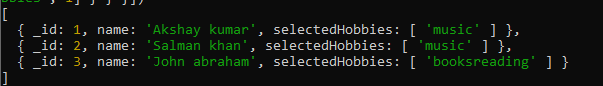 [
  { _id: 1, name: 'Akshay kumar', selectedHobbies: [ 'music' ] },
  { _id: 2, name: 'Salman khan', selectedHobbies: [ 'music' ] },
  { _id: 3, name: 'John abraham', selectedHobbies: [ 'booksreading' ] }
]